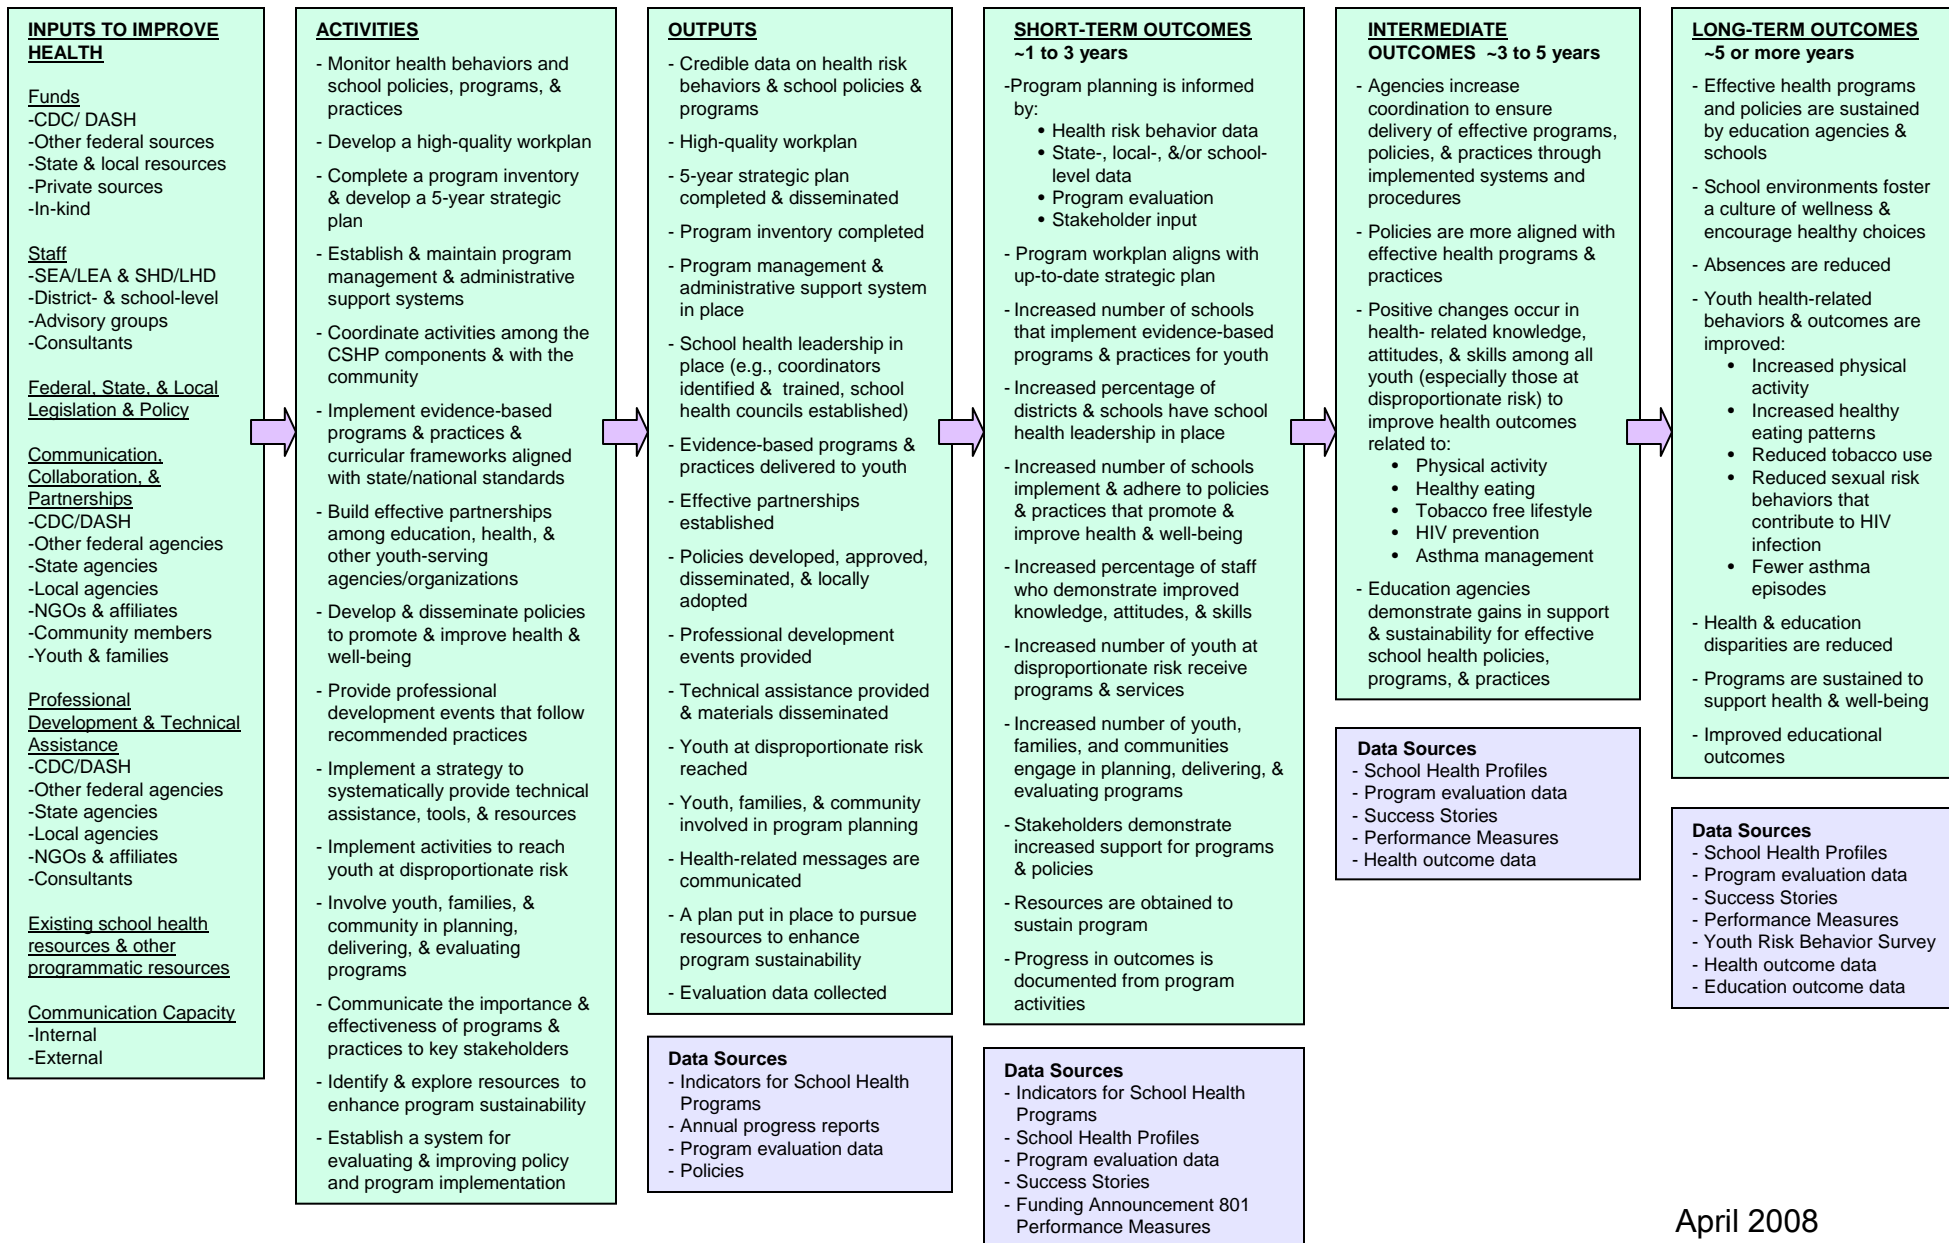 INPUTS TO IMPROVE
HEALTH
Funds
-CDC/ DASH
-Other federal sources
-State & local resources
-Private sources
-In-kind
Staff
-SEA/LEA & SHD/LHD
-District- & school-level
-Advisory groups
-Consultants
Federal, State, & Local
Legislation & Policy
Communication,
Collaboration, &
Partnerships
-CDC/DASH
-Other federal agencies
-State agencies
-Local agencies
-NGOs & affiliates
-Community members
-Youth & families
Professional
Development & Technical
Assistance
-CDC/DASH
-Other federal agencies
-State agencies
-Local agencies
-NGOs & affiliates
-Consultants
Existing school health
resources & other
programmatic resources
Communication Capacity
-Internal
-External
ACTIVITIES
- Monitor health behaviors and
school policies, programs, &
practices
- Develop a high-quality workplan
- Complete a program inventory
& develop a 5-year strategic
plan
- Establish & maintain program
management & administrative
support systems
- Coordinate activities among the
CSHP components & with the
community
- Implement evidence-based
programs & practices &
curricular frameworks aligned
with state/national standards
- Build effective partnerships
among education, health, &
other youth-serving
agencies/organizations
- Develop & disseminate policies
to promote & improve health &
well-being
- Provide professional
development events that follow
recommended practices
- Implement a strategy to
systematically provide technical
assistance, tools, & resources
- Implement activities to reach
youth at disproportionate risk
- Involve youth, families, &
community in planning,
delivering, & evaluating
programs
- Communicate the importance &
effectiveness of programs &
practices to key stakeholders
- Identify & explore resources to
enhance program sustainability
- Establish a system for
evaluating & improving policy
and program implementation
OUTPUTS
- Credible data on health risk
behaviors & school policies &
programs
- High-quality workplan
- 5-year strategic plan
completed & disseminated
- Program inventory completed
- Program management &
administrative support system
in place
- School health leadership in
place (e.g., coordinators
identified & trained, school
health councils established)
- Evidence-based programs &
practices delivered to youth
- Effective partnerships
established
- Policies developed, approved,
disseminated, & locally
adopted
- Professional development
events provided
- Technical assistance provided
& materials disseminated
- Youth at disproportionate risk
reached
- Youth, families, & community
involved in program planning
- Health-related messages are
communicated
- A plan put in place to pursue
resources to enhance
program sustainability
- Evaluation data collected
Data Sources
- Indicators for School Health
Programs
- Annual progress reports
- Program evaluation data
- Policies
SHORT-TERM OUTCOMES
~1 to 3 years
-Program planning is informed
by:
• Health risk behavior data
• State-, local-, &/or school-
level data
• Program evaluation
• Stakeholder input
- Program workplan aligns with
up-to-date strategic plan
- Increased number of schools
that implement evidence-based
programs & practices for youth
- Increased percentage of
districts & schools have school
health leadership in place
- Increased number of schools
implement & adhere to policies
& practices that promote &
improve health & well-being
- Increased percentage of staff
who demonstrate improved
knowledge, attitudes, & skills
- Increased number of youth at
disproportionate risk receive
programs & services
- Increased number of youth,
families, and communities
engage in planning, delivering, &
evaluating programs
- Stakeholders demonstrate
increased support for programs
& policies
- Resources are obtained to
sustain program
- Progress in outcomes is
documented from program
activities
Data Sources
- Indicators for School Health
Programs
- School Health Profiles
- Program evaluation data
- Success Stories
- Funding Announcement 801
Performance Measures
INTERMEDIATE
OUTCOMES ~3 to 5 years
- Agencies increase
coordination to ensure
delivery of effective programs,
policies, & practices through
implemented systems and
procedures
- Policies are more aligned with
effective health programs &
practices
- Positive changes occur in
health- related knowledge,
attitudes, & skills among all
youth (especially those at
disproportionate risk) to
improve health outcomes
related to:
• Physical activity
• Healthy eating
• Tobacco free lifestyle
• HIV prevention
• Asthma management
- Education agencies
demonstrate gains in support
& sustainability for effective
school health policies,
programs, & practices
Data Sources
- School Health Profiles
- Program evaluation data
- Success Stories
- Performance Measures
- Health outcome data
LONG-TERM OUTCOMES
~5 or more years
- Effective health programs
and policies are sustained
by education agencies &
schools
- School environments foster
a culture of wellness &
encourage healthy choices
- Absences are reduced
- Youth health-related
behaviors & outcomes are
improved:
• Increased physical
activity
• Increased healthy
eating patterns
• Reduced tobacco use
• Reduced sexual risk
behaviors that
contribute to HIV
infection
• Fewer asthma
episodes
- Health & education
disparities are reduced
- Programs are sustained to
support health & well-being
- Improved educational
outcomes
Data Sources
- School Health Profiles
- Program evaluation data
- Success Stories
- Performance Measures
- Youth Risk Behavior Survey
- Health outcome data
- Education outcome data
April 2008